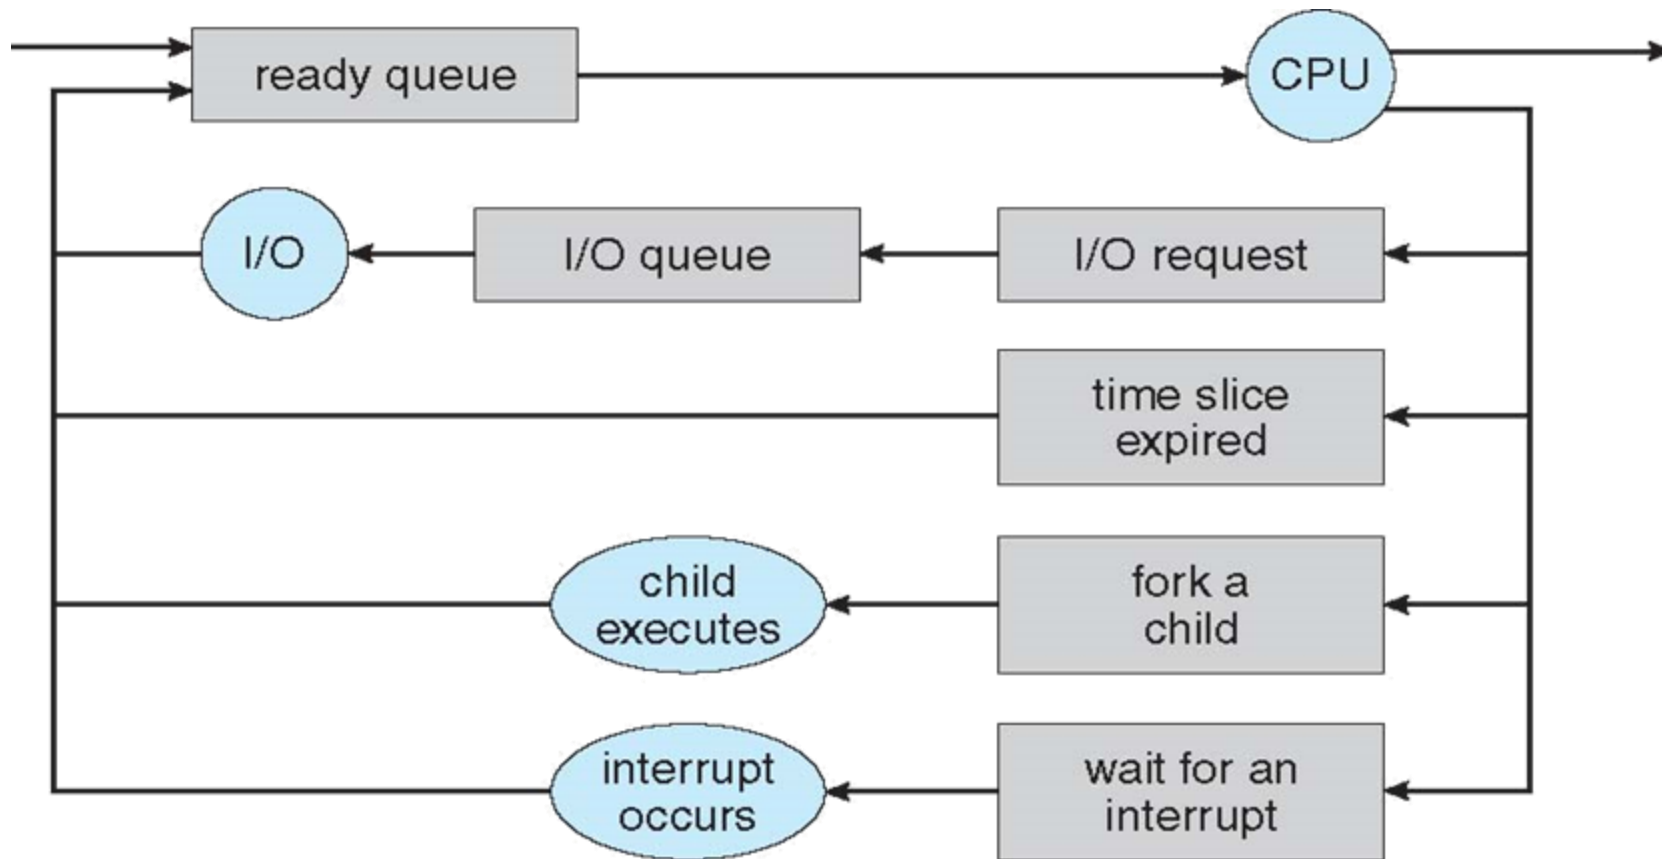 ready queue
CPU
I/O
I/O queue
I/O request
time slice
expired
child
executes
fork a
child
interrupt
occurs
wait for an
interrupt